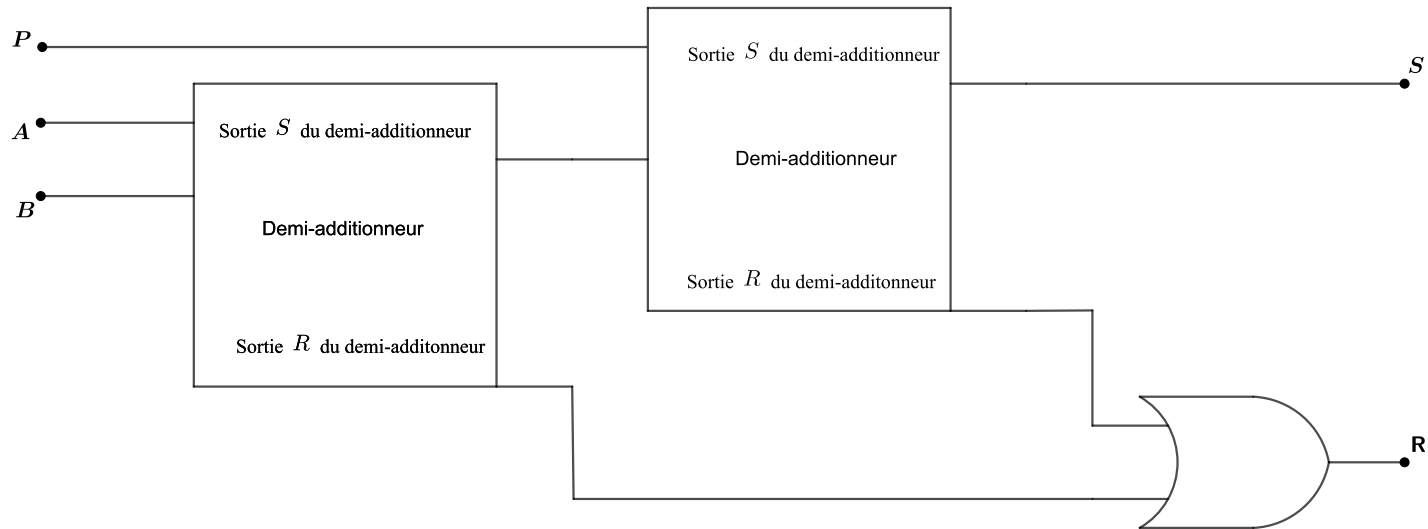 P
Sortie S du demi-additionneur
S
A
Sortie S du demi-additionneur
Demi-additionneur
B
Demi-additionneur
Sortie R du demi-additonneur
Sortie R du demi-additonneur
R